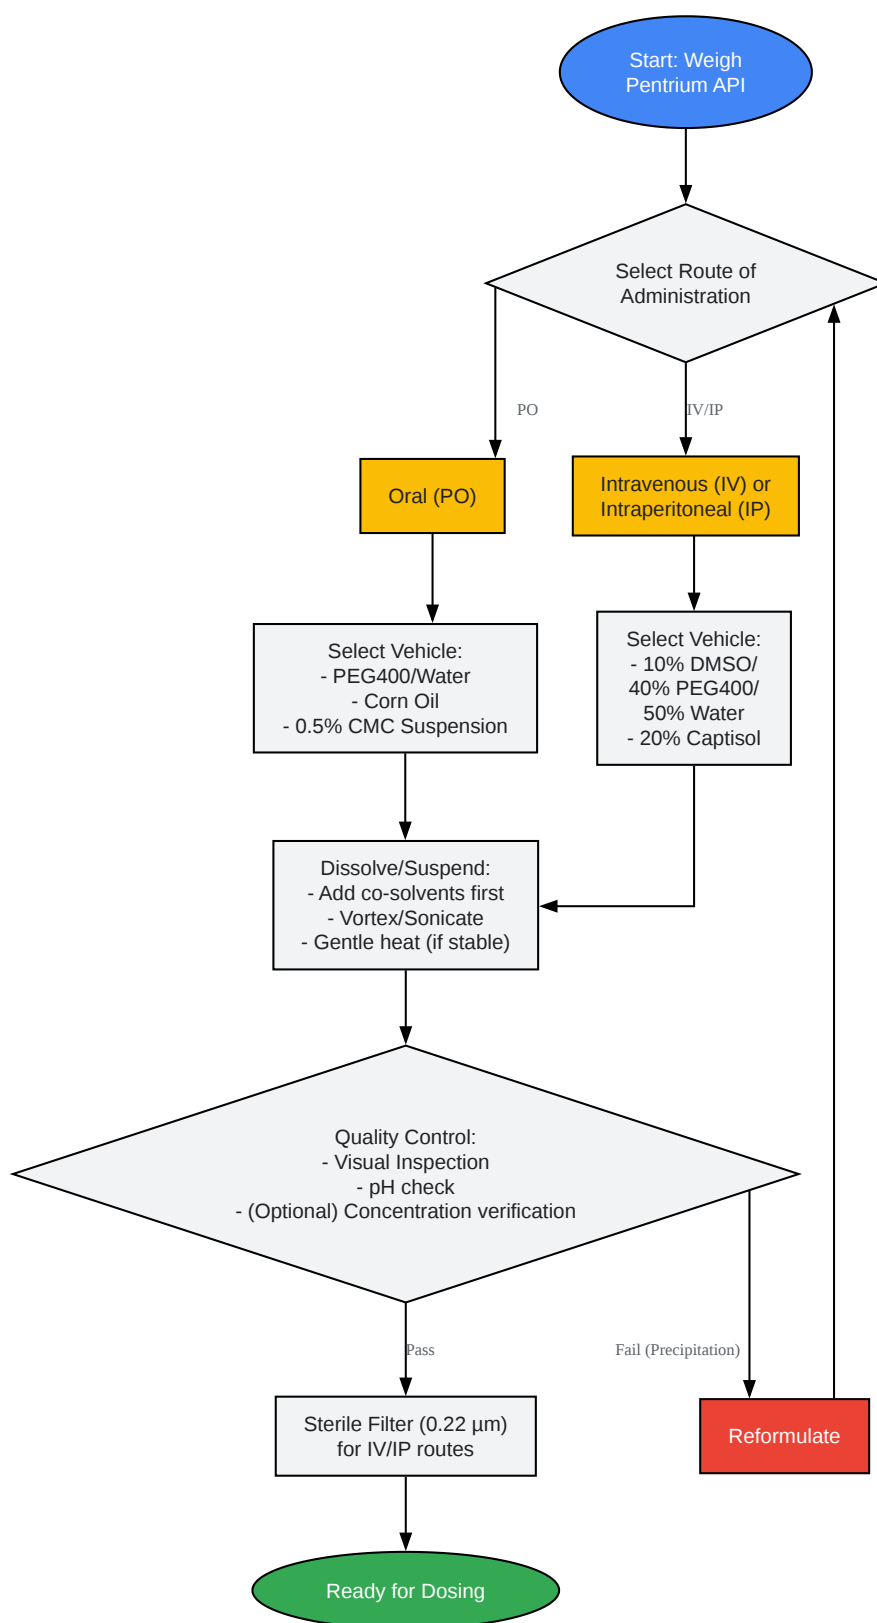 Start: Weigh
Pentrium API
Select Route of
Administration
PO
IV/IP
Oral (PO)
Intravenous (IV) or
Intraperitoneal (IP)
Select Vehicle:
- PEG400/Water
- Corn Oil
- 0.5% CMC Suspension
Select Vehicle:
- 10% DMSO/
40% PEG400/
50% Water
- 20% Captisol
Dissolve/Suspend:
- Add co-solvents first
- Vortex/Sonicate
- Gentle heat (if stable)
Quality Control:
- Visual Inspection
- pH check
- (Optional) Concentration verification
Pass
Fail (Precipitation)
Sterile Filter (0.22 µm)
for IV/IP routes
Reformulate
Ready for Dosing